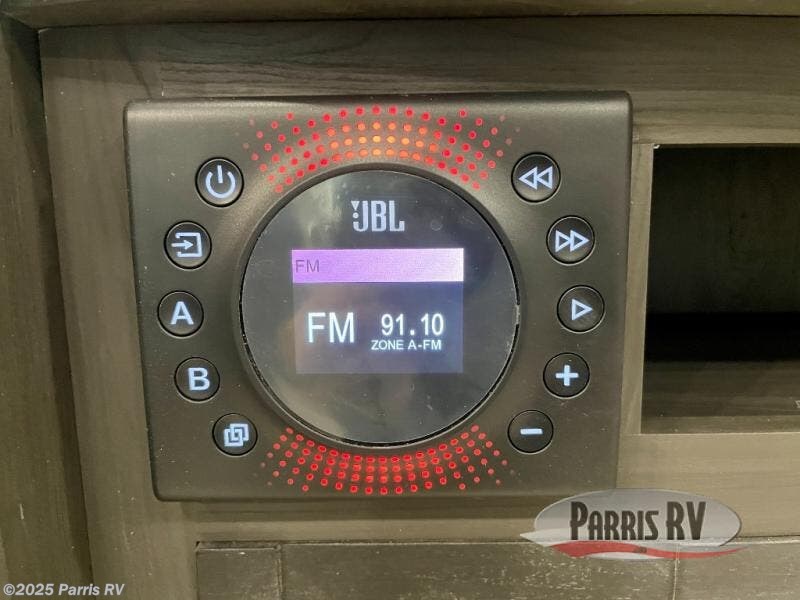 JBL
FM
FM 91.10
ZONE A-FM
A
B
PARRIS RV
©2025 Parris RV